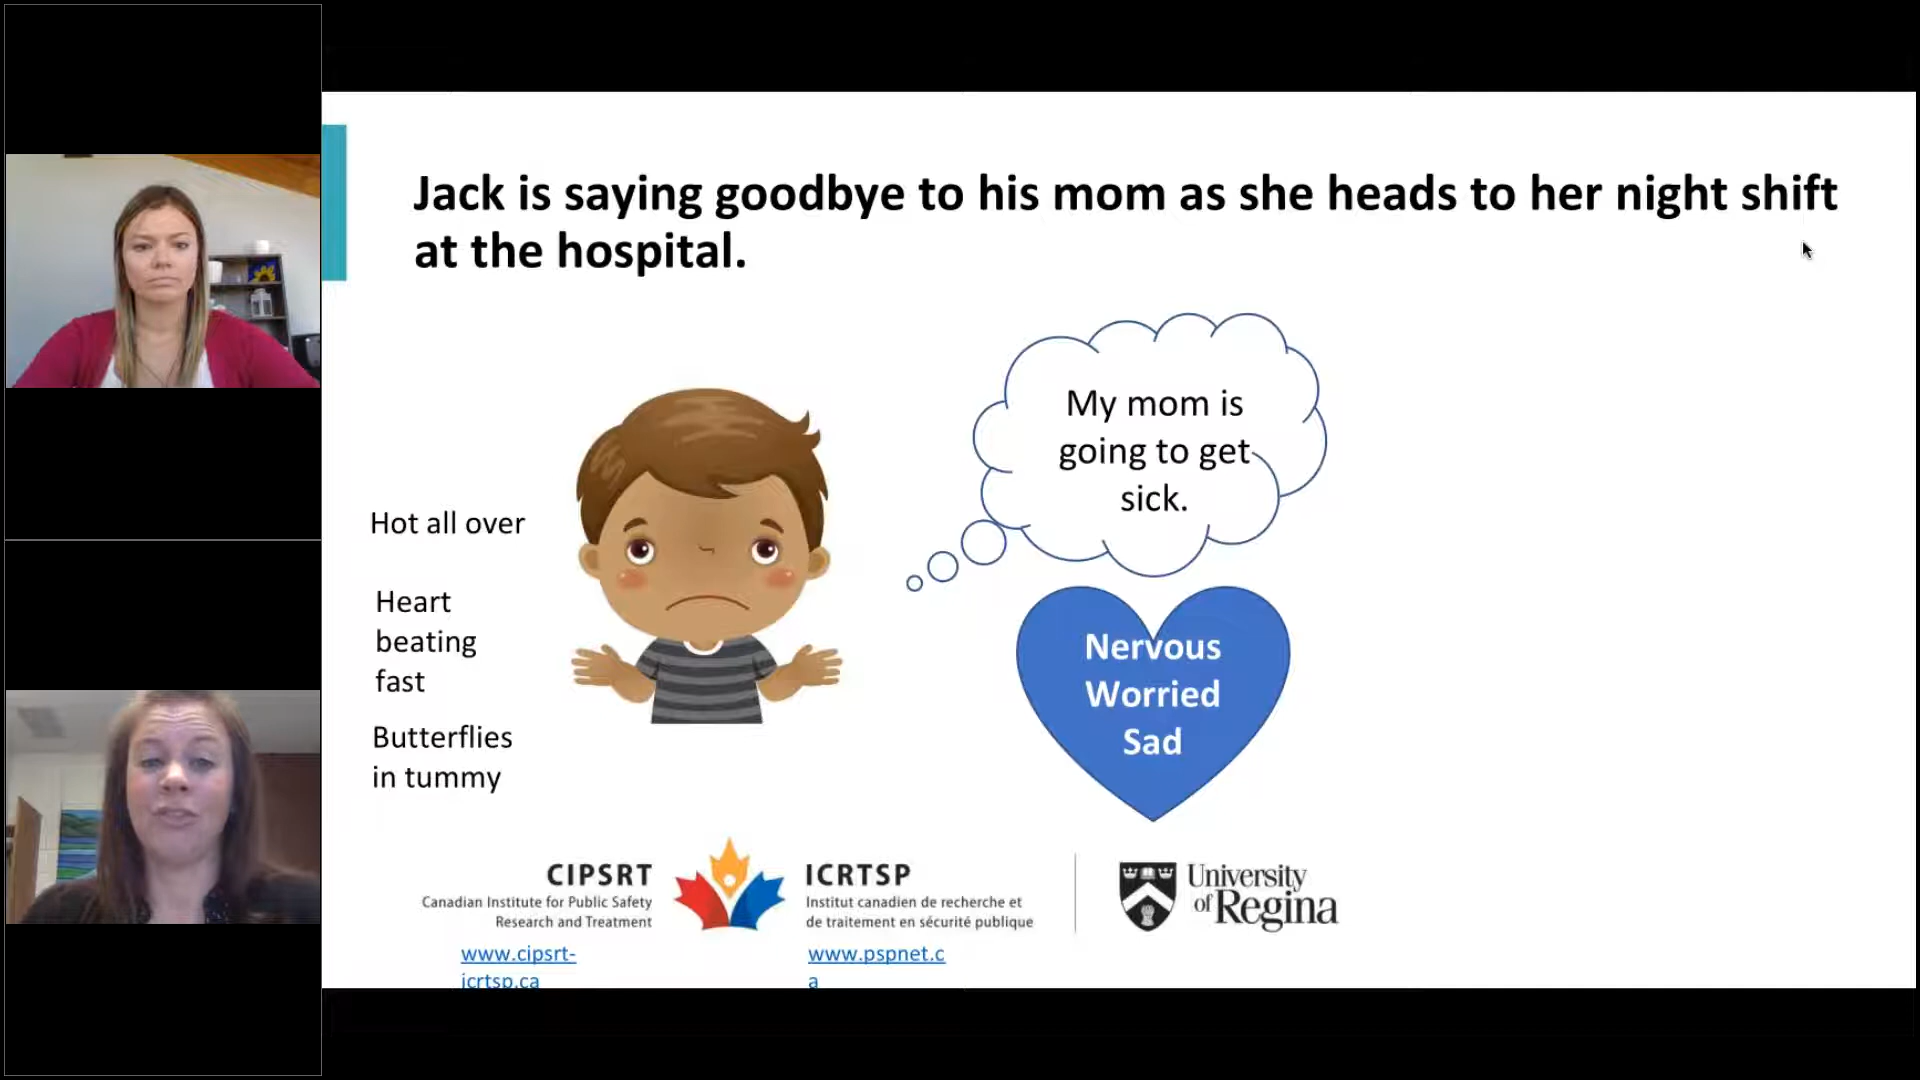 Jack is saying goodbye to his mom as she heads to her night shift
at the hospital.
My mom is
going to get
sick.
Hot all over
Heart
beating
fast
Butterflies
in tummy
Nervous
Worried
Sad
CIPSRT
Canadian Institute for Public Safety
Research and Treatment
www.cipsrt-
icrtsp.ca
ICRTSP
Institut canadien de recherche et
de traitement en sécurité publique
www.pspnet.c
a
University
of Regina